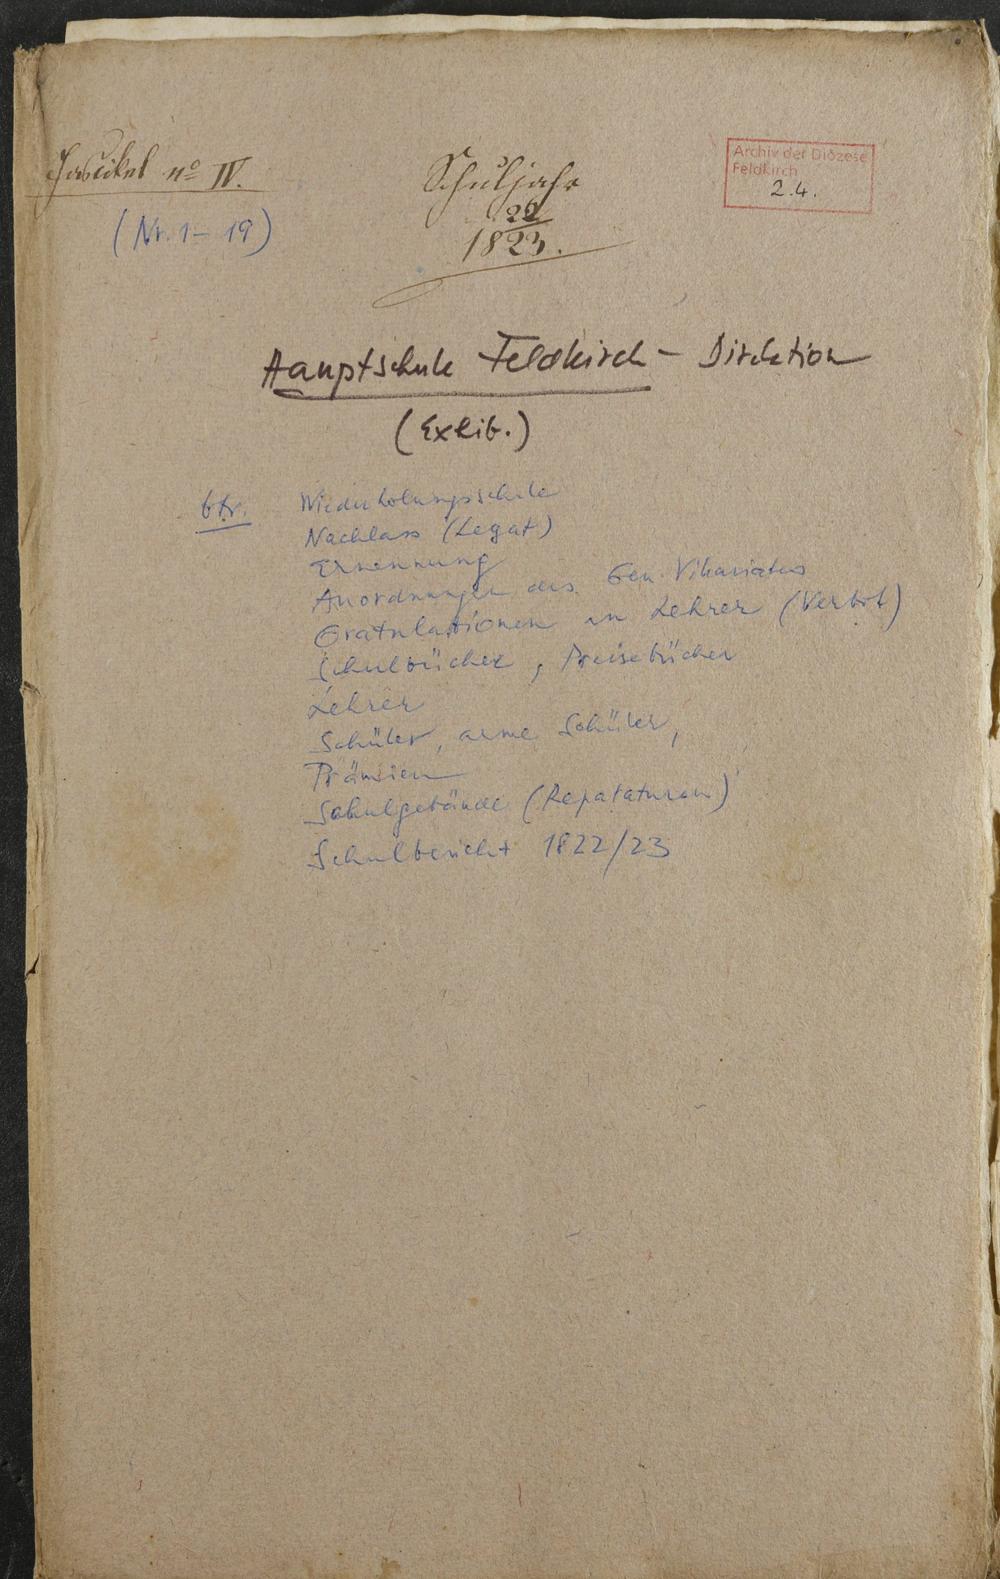 Fascikel nº IV.
(Nr. 1 – 19)
Schuljahr
22
1823.
Archiv der Diözese
Feldkirch
2.4.
Hauptschule Feldkirch – Direktion
(Exhib.)
btr. Wiederholungsschule
Nachlass (Legat)
Ernennung
Anordnungen des Gen. Vikariates
Gratulationen an Lehrer (Verbot)
Schulbücher, Preisebücher
Lehrer
Schüler, arme Schüler,
Prämien
Schulgebäude (Reparaturen)
Schulbericht 1822/23